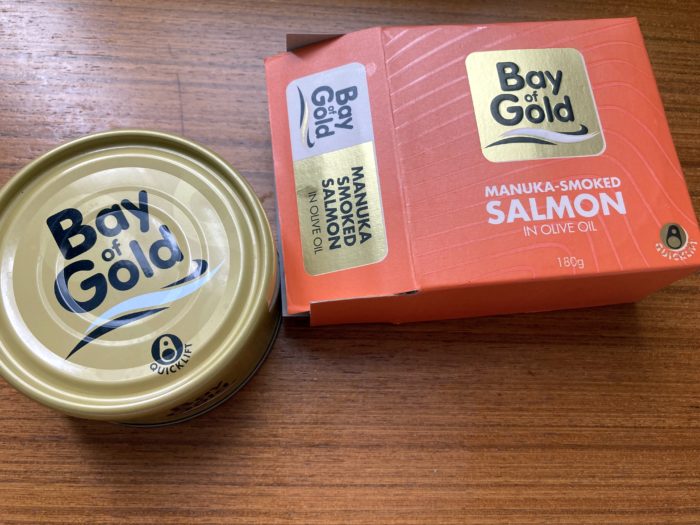 Bay
of
Gold
QUICKLIFT
Bay
of
Gold
MANUKA
SMOKED
SALMON
IN OLIVE OIL
Bay
of
Gold
MANUKA-SMOKED
SALMON
IN OLIVE OIL
180g
QUICKLIFT